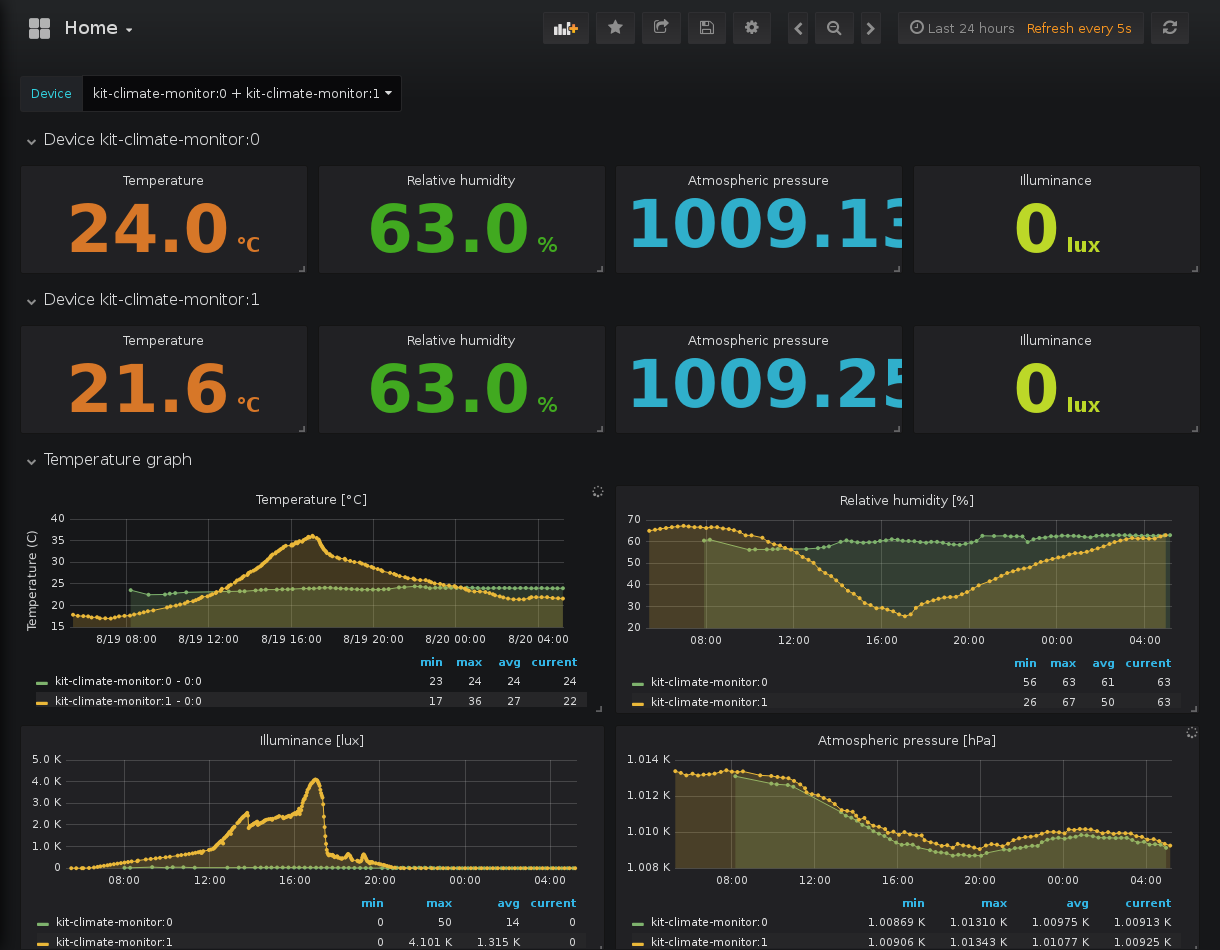 Home
Last 24 hours Refresh every 5s
Device kit-climate-monitor:0 + kit-climate-monitor:1
Device kit-climate-monitor:0
Temperature Relative humidity Atmospheric pressure Illuminance
24.0 °C 63.0 % 1009.13 0 lux
Device kit-climate-monitor:1
Temperature Relative humidity Atmospheric pressure Illuminance
21.6 °C 63.0 % 1009.25 0 lux
Temperature graph
Temperature [°C]
Temperature (C)
40
35
30
25
20
15
8/19 08:00 8/19 12:00 8/19 16:00 8/19 20:00 8/20 00:00 8/20 04:00
min max avg current
kit-climate-monitor:0 - 0:0 23 24 24 24
kit-climate-monitor:1 - 0:0 17 36 27 22
Relative humidity [%]
70
60
50
40
30
20
08:00 12:00 16:00 20:00 00:00 04:00
min max avg current
kit-climate-monitor:0 56 63 61 63
kit-climate-monitor:1 26 67 50 63
Illuminance [lux]
5.0 K
4.0 K
3.0 K
2.0 K
1.0 K
0
08:00 12:00 16:00 20:00 00:00 04:00
min max avg current
kit-climate-monitor:0 0 50 14 0
kit-climate-monitor:1 0 4.101 K 1.315 K 0
Atmospheric pressure [hPa]
1.014 K
1.012 K
1.010 K
1.008 K
08:00 12:00 16:00 20:00 00:00 04:00
min max avg current
kit-climate-monitor:0 1.00869 K 1.01310 K 1.00975 K 1.00913 K
kit-climate-monitor:1 1.00906 K 1.01343 K 1.01077 K 1.00925 K